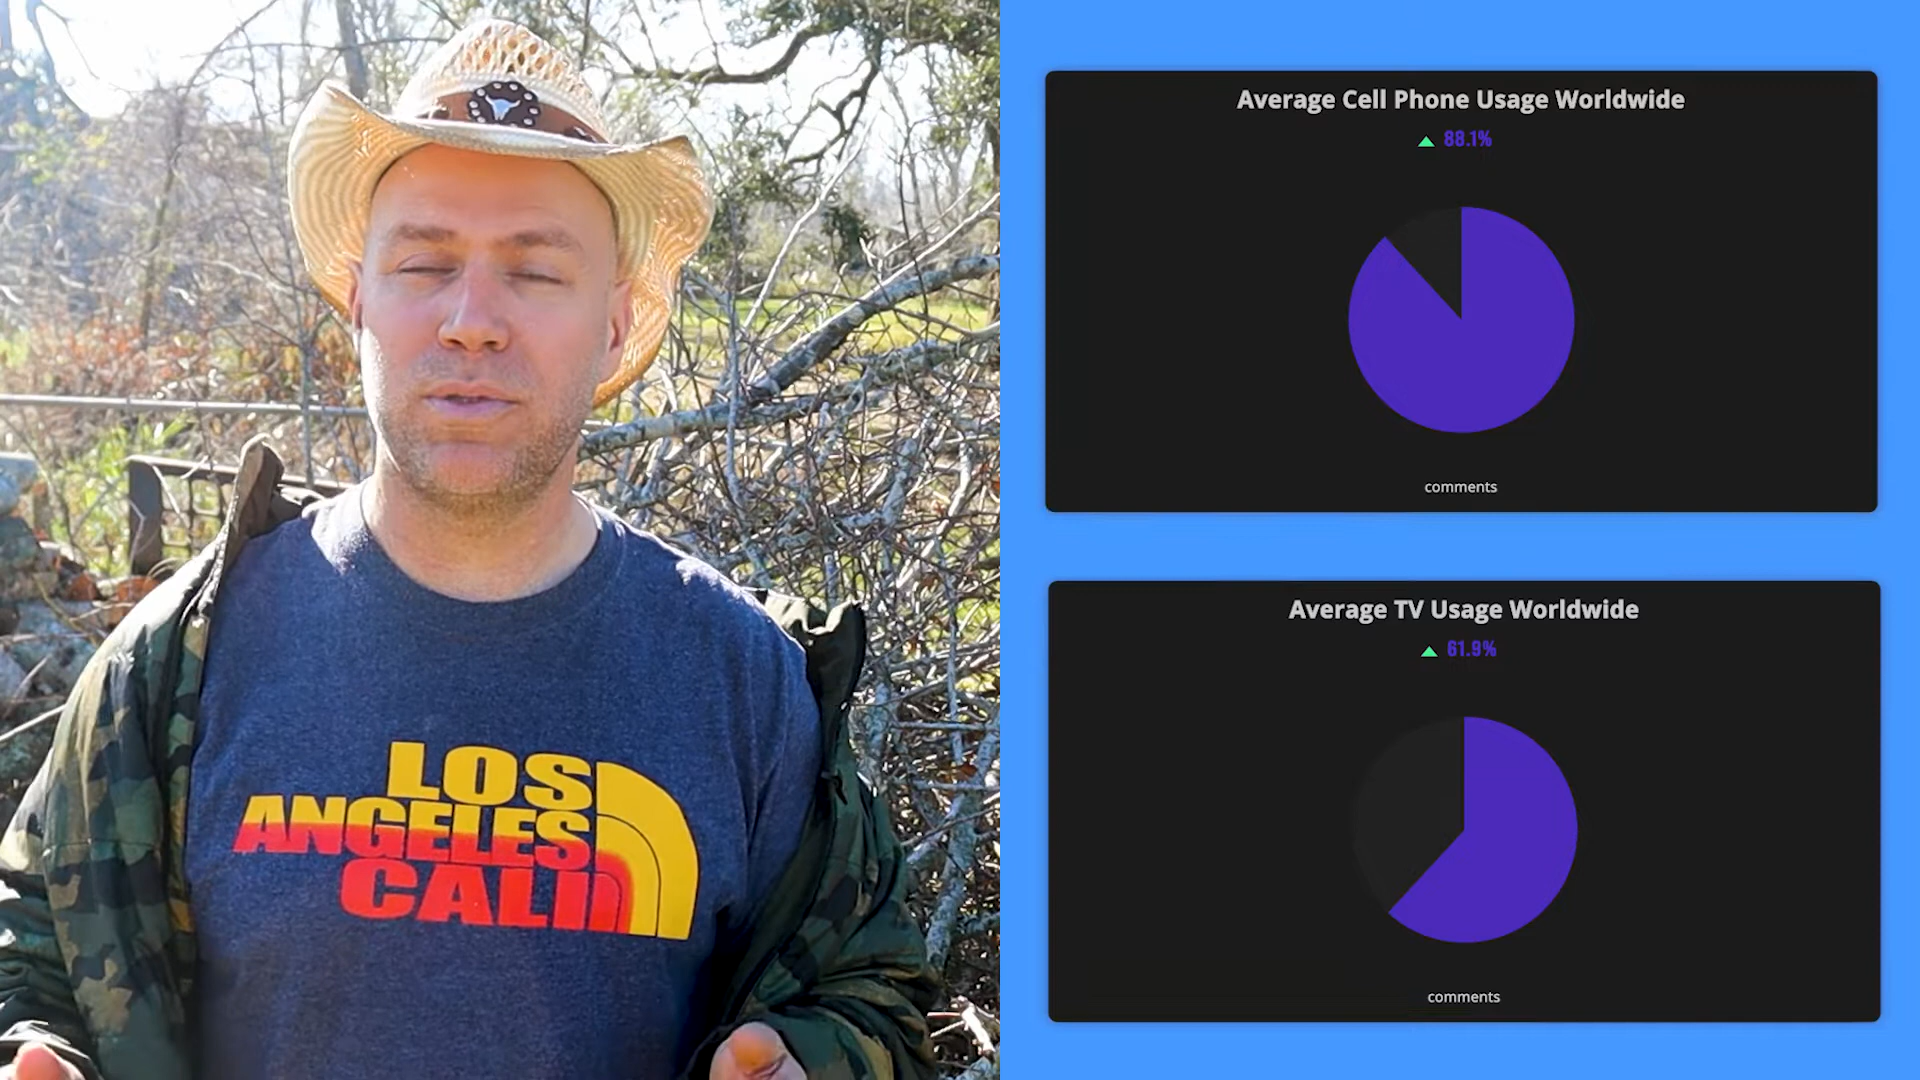 LOS
ANGELES
CALI
Average Cell Phone Usage Worldwide
88.1%
comments
Average TV Usage Worldwide
61.9%
comments